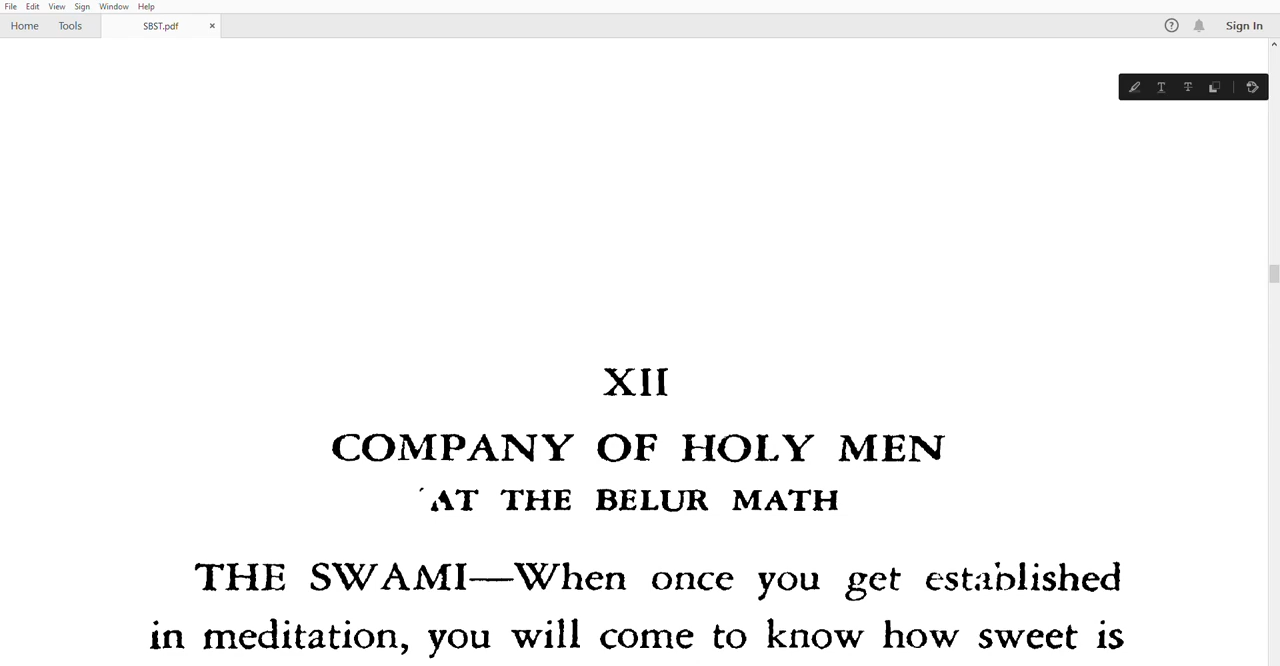 File Edit View Sign Window Help
Home Tools SBST.pdf × Sign In
XII
COMPANY OF HOLY MEN
AT THE BELUR MATH
THE SWAMI—When once you get established
in meditation, you will come to know how sweet is